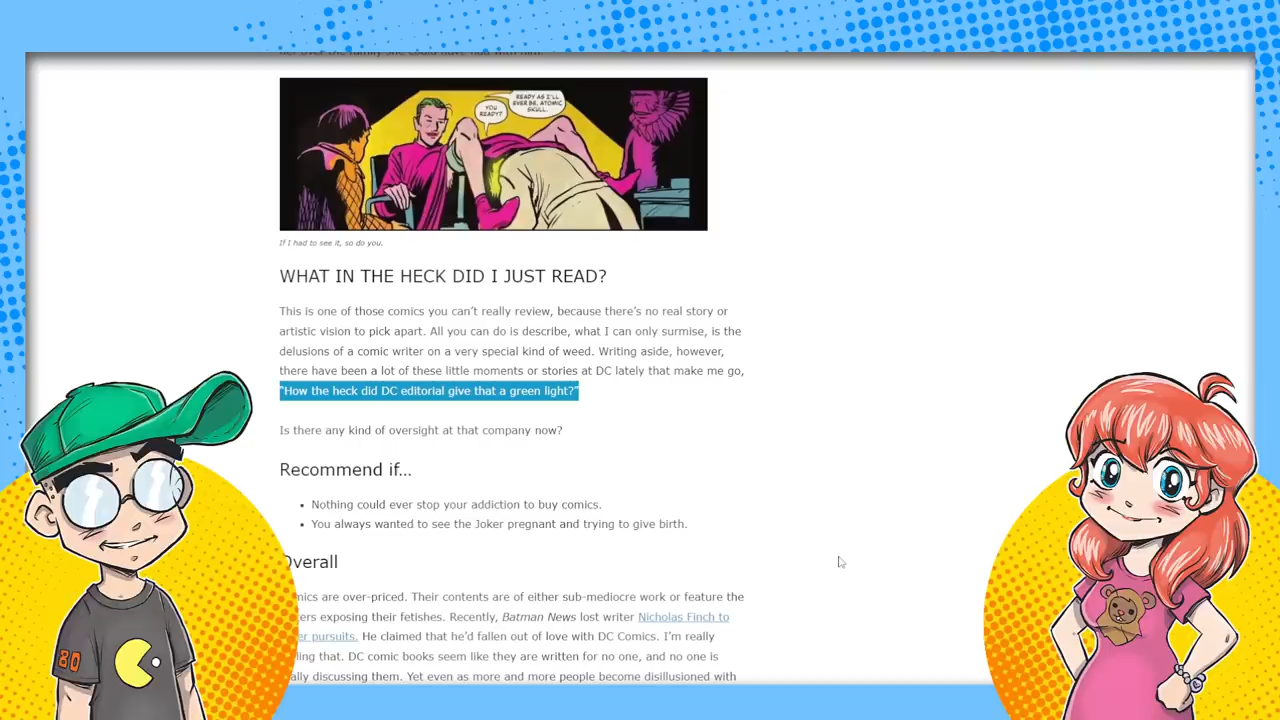 YOU
READY?
READY AS I'LL
EVER BE, ATOMIC
SKULL.
If I had to see it, so do you.
WHAT IN THE HECK DID I JUST READ?
This is one of those comics you can't really review, because there's no real story or
artistic vision to pick apart. All you can do is describe, what I can only surmise, is the
delusions of a comic writer on a very special kind of weed. Writing aside, however,
there have been a lot of these little moments or stories at DC lately that make me go,
"How the heck did DC editorial give that a green light?"
Is there any kind of oversight at that company now?
Recommend if...
Nothing could ever stop your addiction to buy comics.
You always wanted to see the Joker pregnant and trying to give birth.
Overall
are over-priced. Their contents are of either sub-mediocre work or feature the
exposing their fetishes. Recently, Batman News lost writer Nicholas Finch to
pursuits. He claimed that he'd fallen out of love with DC Comics. I'm really
that. DC comic books seem like they are written for no one, and no one is
discussing them. Yet even as more and more people become disillusioned with
80